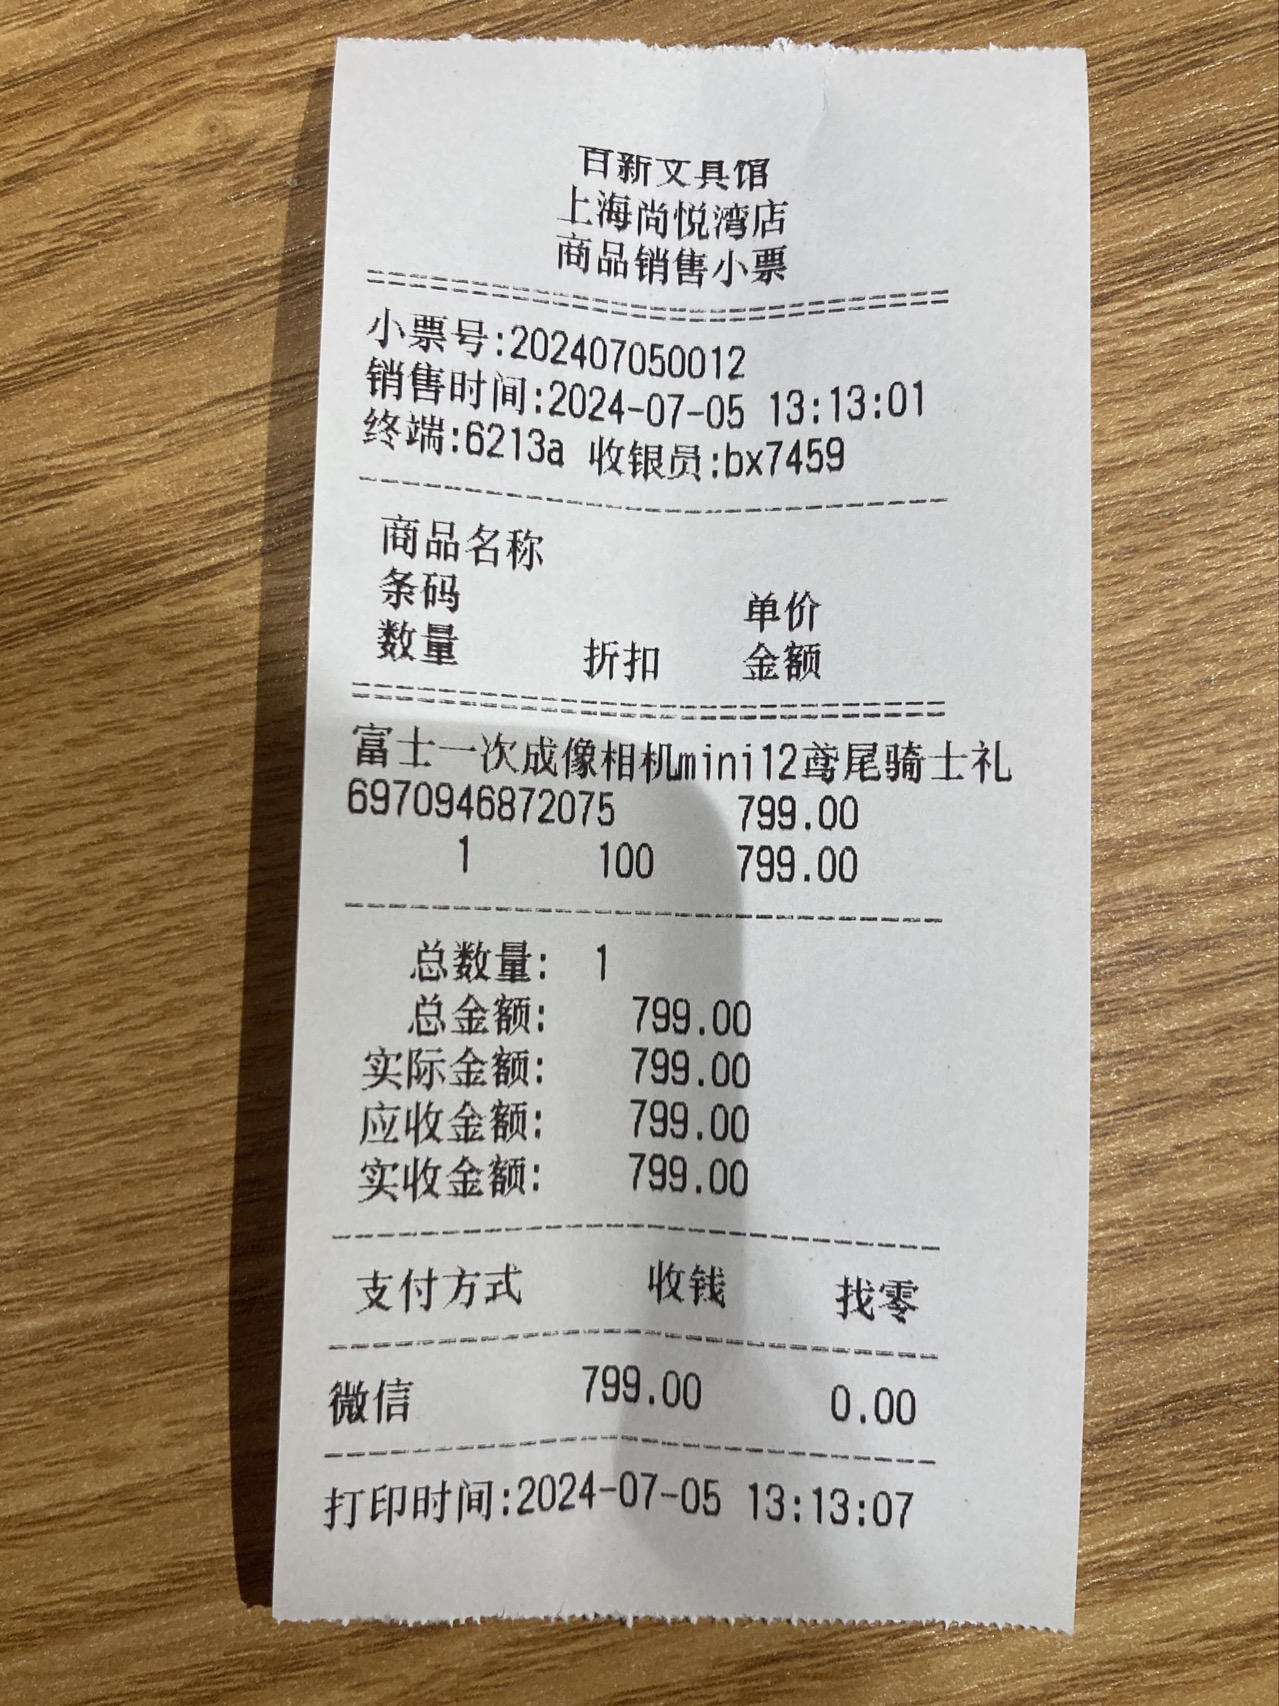 百新文具馆
上海尚悦湾店
商品销售小票
================================
小票号:202407050012
销售时间:2024-07-05 13:13:01
终端:6213a 收银员:bx7459
--------------------------------
商品名称
条码 单价
数量 折扣 金额
================================
富士一次成像相机mini12鸢尾骑士礼
6970946872075 799.00
1 100 799.00
--------------------------------
总数量: 1
总金额: 799.00
实际金额: 799.00
应收金额: 799.00
实收金额: 799.00
--------------------------------
支付方式 收钱 找零
--------------------------------
微信 799.00 0.00
--------------------------------
打印时间:2024-07-05 13:13:07